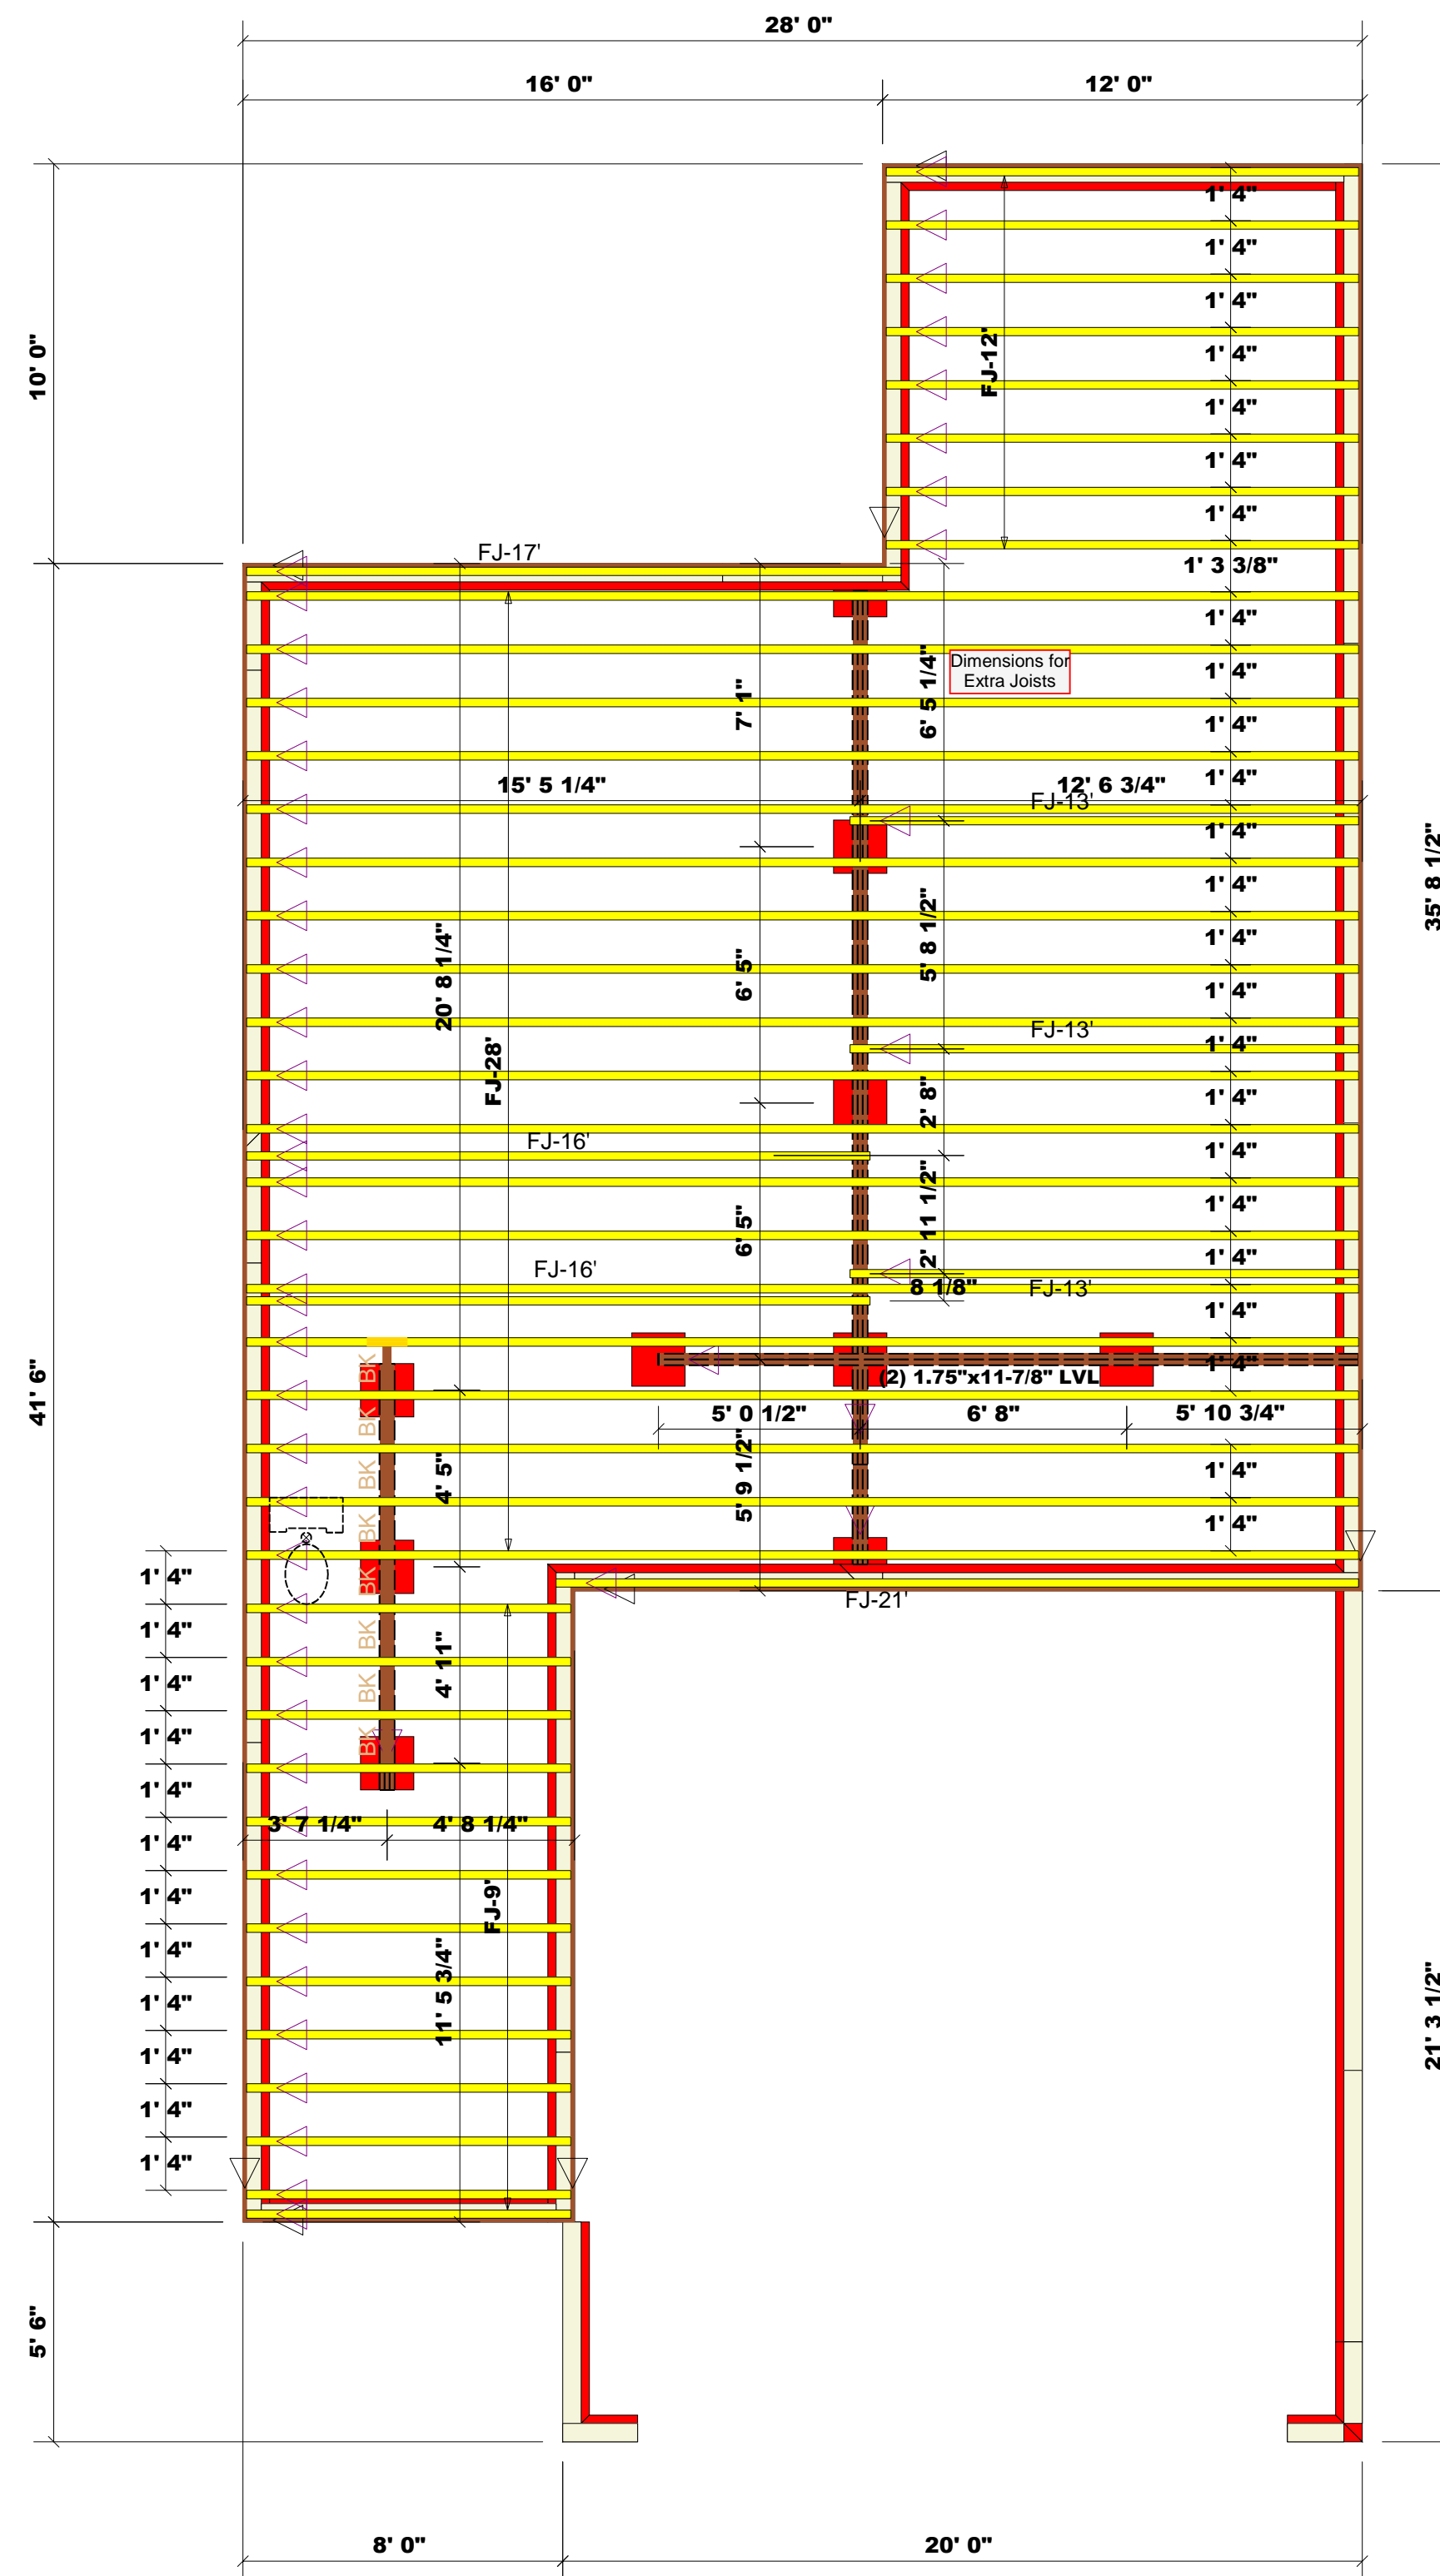 28' 0"
16' 0"
12' 0"
1' 4"
1' 4"
1' 4"
10' 0"
FJ-12'
1' 4"
1' 4"
1' 4"
1' 4"
FJ-17'
1' 3 3/8"
1' 4"
6' 5 1/4"
Dimensions for
Extra Joists
1' 4"
7' 1"
1' 4"
15' 5 1/4"
12' 6 3/4"
1' 4"
FJ-13'
1' 4"
35' 8 1/2"
1' 4"
5' 8 1/2"
1' 4"
20' 8 1/4"
6' 5"
1' 4"
FJ-13'
1' 4"
FJ-28'
2' 8"
1' 4"
FJ-16'
1' 4"
2' 11 1/2"
6' 5"
1' 4"
1' 4"
FJ-16'
8 1/8"
FJ-13'
1' 4"
BK
1' 4"
(2) 1.75"x11-7/8" LVL
41' 6"
BK
5' 0 1/2"
6' 8"
5' 10 3/4"
BK
4' 5"
5' 9 1/2"
1' 4"
BK
1' 4"
1' 4"
BK
FJ-21'
1' 4"
BK
4' 11"
1' 4"
BK
1' 4"
BK
1' 4"
3' 7 1/4"
4' 8 1/4"
1' 4"
1' 4"
FJ-9'
1' 4"
11' 5 3/4"
1' 4"
21' 3 1/2"
1' 4"
1' 4"
1' 4"
5' 6"
8' 0"
20' 0"